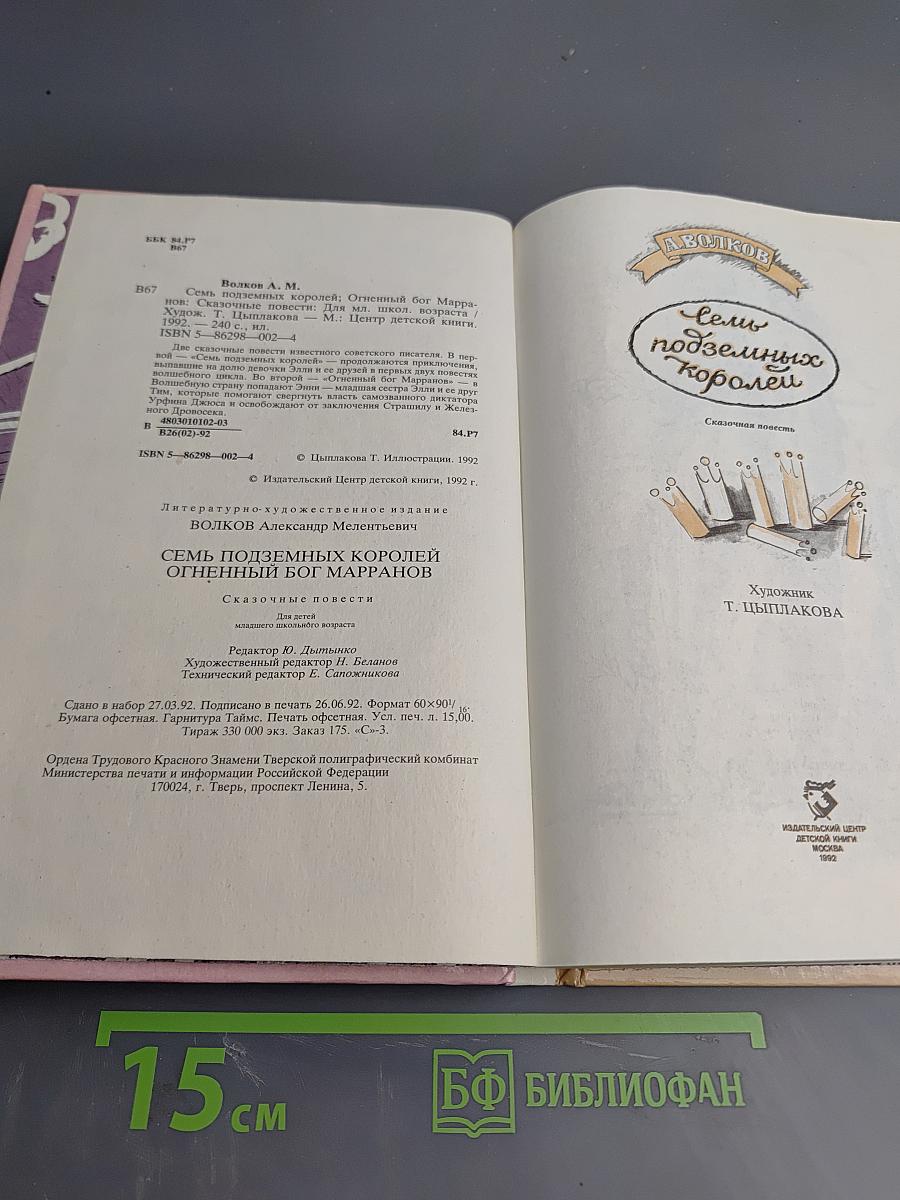 ББК 84.Р7
В67
Волков А. М.
В67 Семь подземных королей; Огненный бог Марра-
нов: Сказочные повести: Для мл. школ. возраста /
Худож. Т. Цыплакова — М.: Центр детской книги.
1992. — 240 с., ил.
ISBN 5—86298—002—4
Две сказочные повести известного советского писателя. В пер-
вой — «Семь подземных королей» — продолжаются приключения,
выпавшие на долю девочки Элли и ее друзей в первых двух повестях
волшебного цикла. Во второй — «Огненный бог Марранов» — в
Волшебную страну попадают Энни — младшая сестра Элли и ее друг
Тим, которые помогают свергнуть власть самозванного диктатора
Урфина Джюса и освобождают от заключения Страшилу и Желез-
ного Дровосека.
В 4803010102-03
В26(02)-92 84.Р7
ISBN 5—86298—002—4 © Цыплакова Т. Иллюстрации. 1992
© Издательский Центр детской книги, 1992 г.
Литературно-художественное издание
ВОЛКОВ Александр Мелентьевич
СЕМЬ ПОДЗЕМНЫХ КОРОЛЕЙ
ОГНЕННЫЙ БОГ МАРРАНОВ
Сказочные повести
Для детей
младшего школьного возраста
Редактор Ю. Дытынко
Художественный редактор Н. Беланов
Технический редактор Е. Сапожникова
Сдано в набор 27.03.92. Подписано в печать 26.06.92. Формат 60×90¹/₁₆.
Бумага офсетная. Гарнитура Таймс. Печать офсетная. Усл. печ. л. 15,00.
Тираж 330 000 экз. Заказ 175. «С»-3.
Ордена Трудового Красного Знамени Тверской полиграфический комбинат
Министерства печати и информации Российской Федерации
170024, г. Тверь, проспект Ленина, 5.
А.ВОЛКОВ
Семь
подземных
королей
Сказочная повесть
Художник
Т. ЦЫПЛАКОВА
ИЗДАТЕЛЬСКИЙ ЦЕНТР
ДЕТСКОЙ КНИГИ
МОСКВА
1992
15 см
БФ БИБЛИОФАН